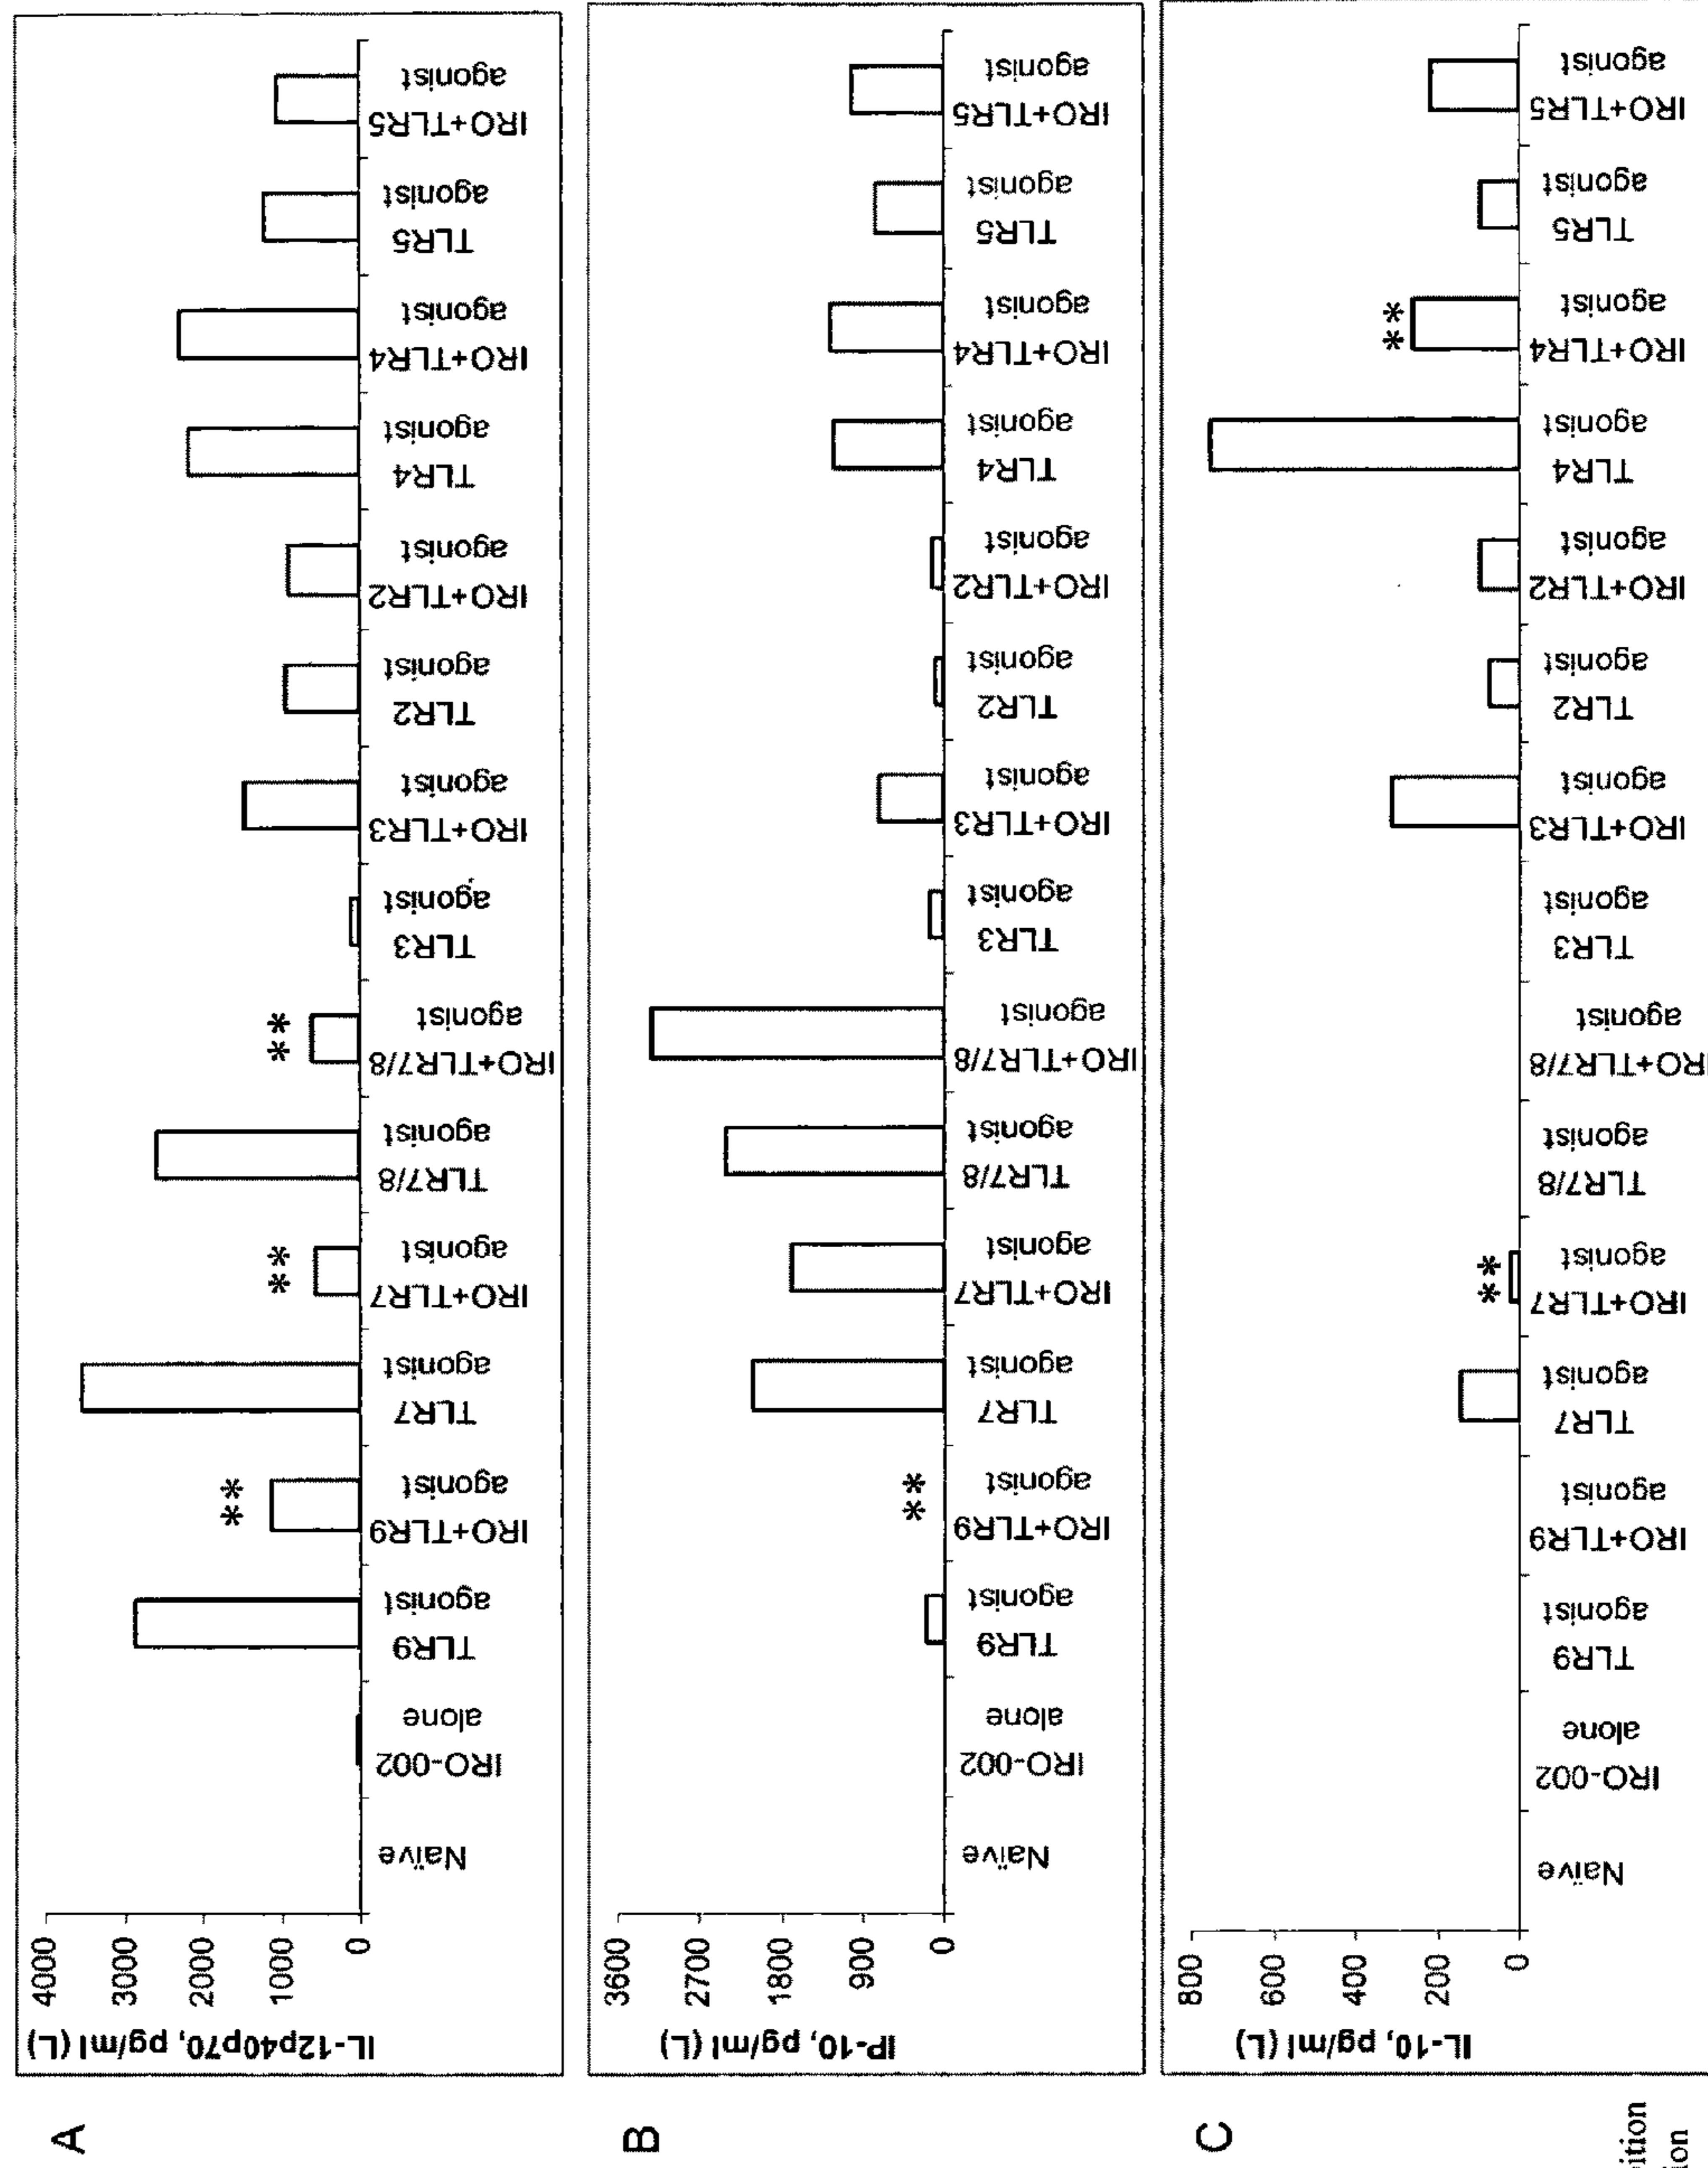 A
IL-12p40p70, pg/ml (L)
4000
3000
2000
1000
0
Naïve
IRO-002
alone
TLR9
agonist
**
IRO+TLR9
agonist
TLR7
agonist
**
IRO+TLR7
agonist
TLR7/8
agonist
**
IRO+TLR7/8
agonist
TLR3
agonist
IRO+TLR3
agonist
TLR2
agonist
IRO+TLR2
agonist
TLR4
agonist
IRO+TLR4
agonist
TLR5
agonist
IRO+TLR5
agonist
B
IP-10, pg/ml (L)
3600
2700
1800
900
0
Naïve
IRO-002
alone
TLR9
agonist
**
IRO+TLR9
agonist
TLR7
agonist
IRO+TLR7
agonist
TLR7/8
agonist
IRO+TLR7/8
agonist
TLR3
agonist
IRO+TLR3
agonist
TLR2
agonist
IRO+TLR2
agonist
TLR4
agonist
IRO+TLR4
agonist
TLR5
agonist
IRO+TLR5
agonist
C
IL-10, pg/ml (L)
800
600
400
200
0
Naïve
IRO-002
alone
TLR9
agonist
IRO+TLR9
agonist
TLR7
agonist
**
IRO+TLR7
agonist
TLR7/8
agonist
IRO+TLR7/8
agonist
TLR3
agonist
IRO+TLR3
agonist
TLR2
agonist
IRO+TLR2
agonist
TLR4
agonist
**
IRO+TLR4
agonist
TLR5
agonist
IRO+TLR5
agonist